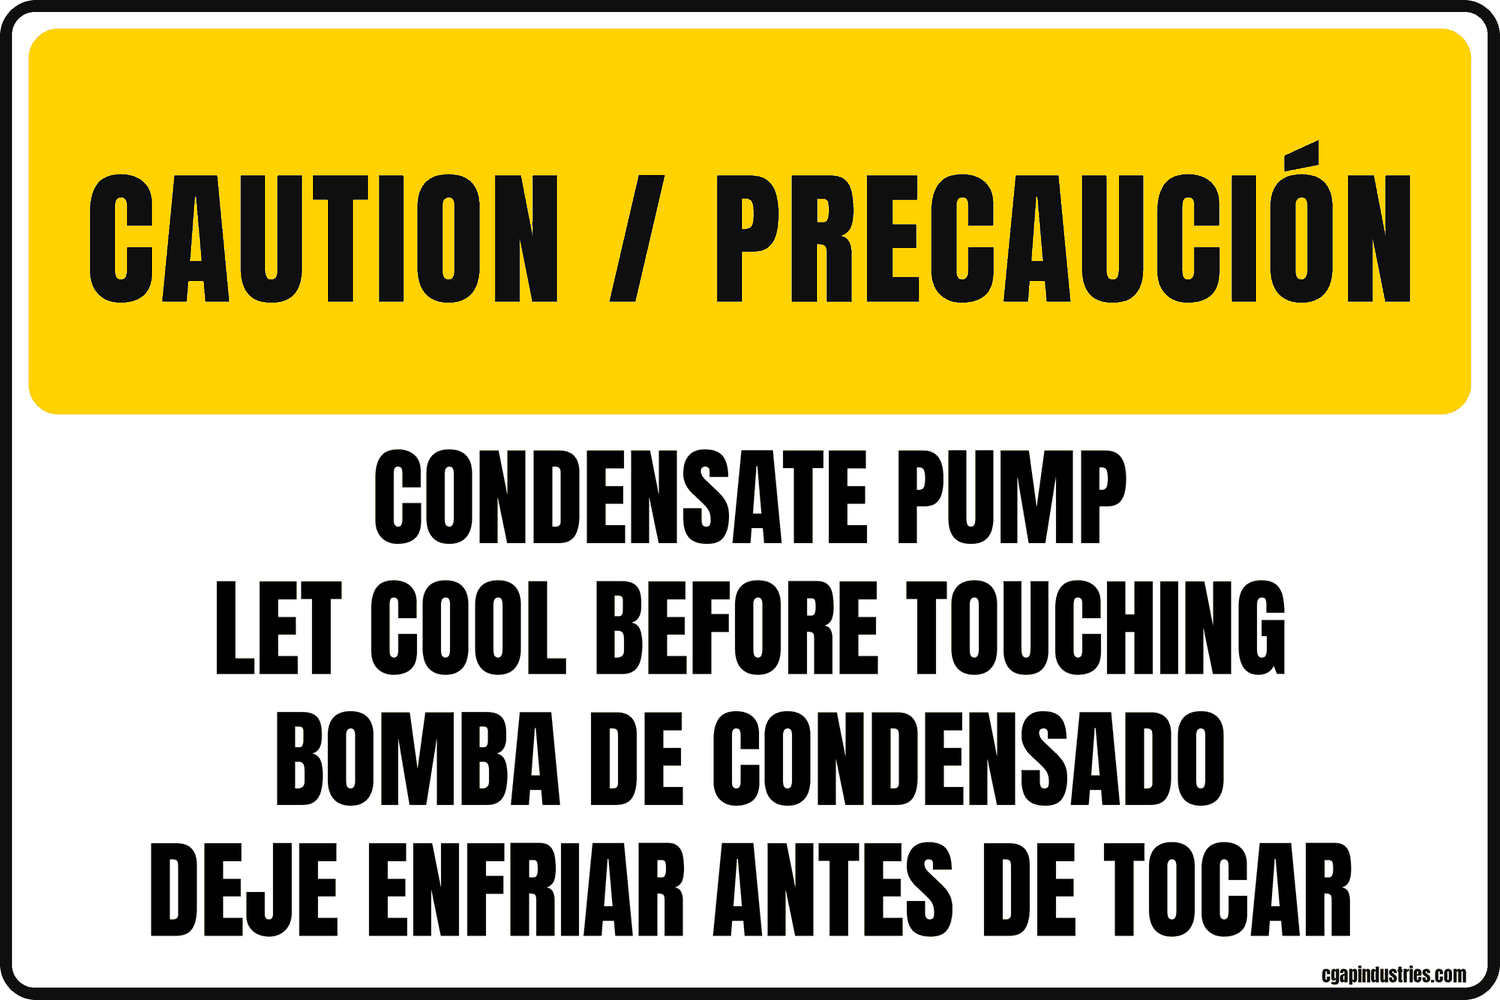 CAUTION / PRECAUCIÓN
CONDENSATE PUMP
LET COOL BEFORE TOUCHING
BOMBA DE CONDENSADO
DEJE ENFRIAR ANTES DE TOCAR
cgapindustries.com